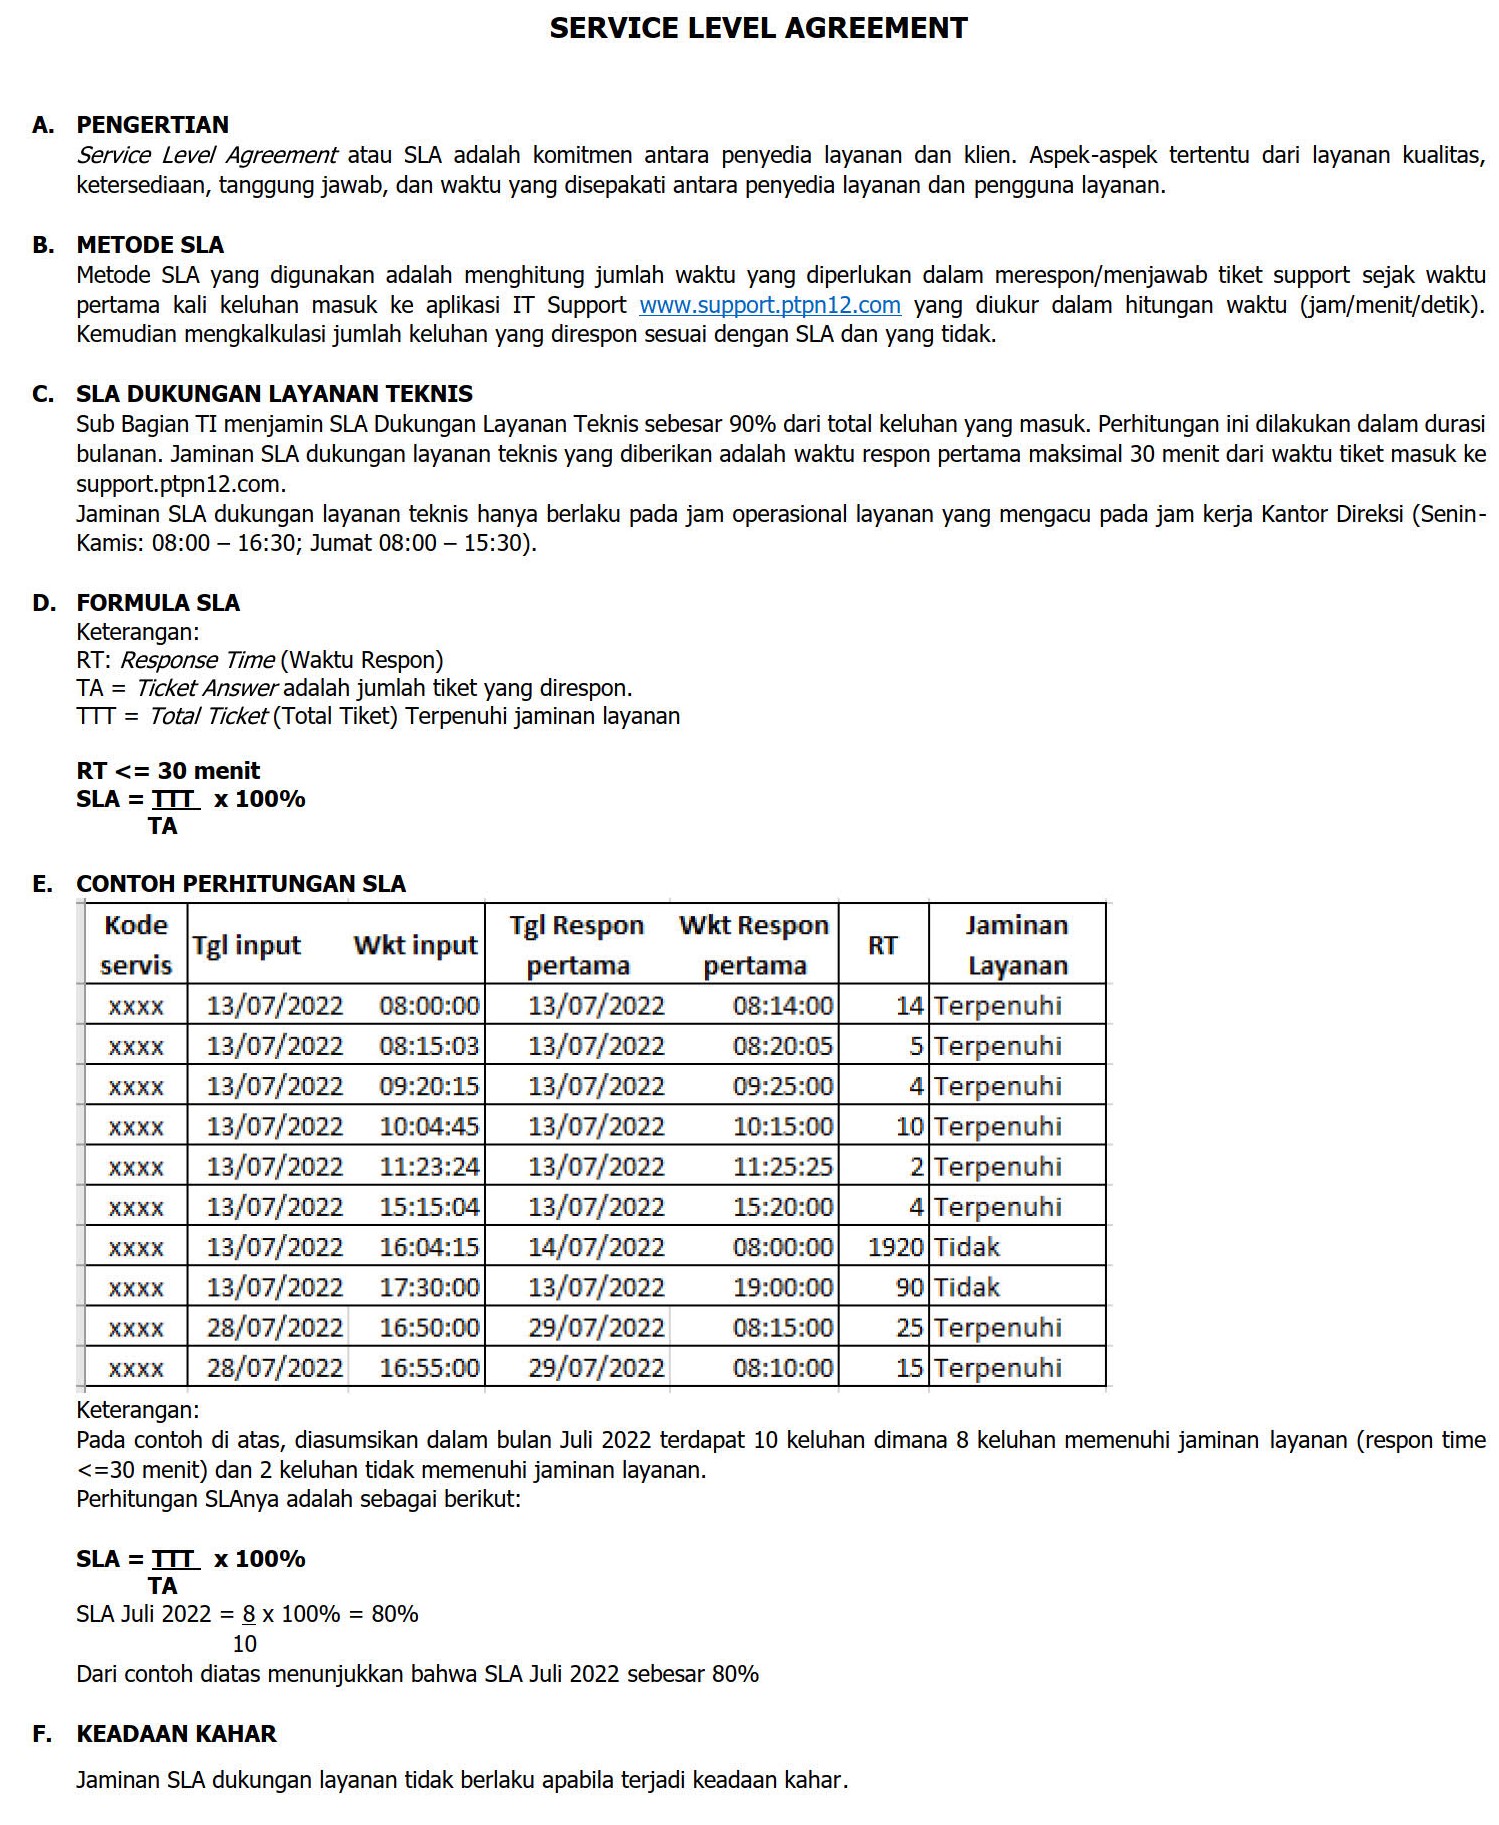 SERVICE LEVEL AGREEMENT
A. PENGERTIAN
Service Level Agreement atau SLA adalah komitmen antara penyedia layanan dan klien. Aspek-aspek tertentu dari layanan kualitas,
ketersediaan, tanggung jawab, dan waktu yang disepakati antara penyedia layanan dan pengguna layanan.
B. METODE SLA
Metode SLA yang digunakan adalah menghitung jumlah waktu yang diperlukan dalam merespon/menjawab tiket support sejak waktu
pertama kali keluhan masuk ke aplikasi IT Support www.support.ptpn12.com yang diukur dalam hitungan waktu (jam/menit/detik).
Kemudian mengkalkulasi jumlah keluhan yang direspon sesuai dengan SLA dan yang tidak.
C. SLA DUKUNGAN LAYANAN TEKNIS
Sub Bagian TI menjamin SLA Dukungan Layanan Teknis sebesar 90% dari total keluhan yang masuk. Perhitungan ini dilakukan dalam durasi
bulanan. Jaminan SLA dukungan layanan teknis yang diberikan adalah waktu respon pertama maksimal 30 menit dari waktu tiket masuk ke
support.ptpn12.com.
Jaminan SLA dukungan layanan teknis hanya berlaku pada jam operasional layanan yang mengacu pada jam kerja Kantor Direksi (Senin-
Kamis: 08:00 – 16:30; Jumat 08:00 – 15:30).
D. FORMULA SLA
Keterangan:
RT: Response Time (Waktu Respon)
TA = Ticket Answer adalah jumlah tiket yang direspon.
TTT = Total Ticket (Total Tiket) Terpenuhi jaminan layanan
RT <= 30 menit
SLA = TTT x 100%
TA
E. CONTOH PERHITUNGAN SLA
Kode servis Tgl input Wkt input Tgl Respon pertama Wkt Respon pertama RT Jaminan Layanan
xxxx 13/07/2022 08:00:00 13/07/2022 08:14:00 14 Terpenuhi
xxxx 13/07/2022 08:15:03 13/07/2022 08:20:05 5 Terpenuhi
xxxx 13/07/2022 09:20:15 13/07/2022 09:25:00 4 Terpenuhi
xxxx 13/07/2022 10:04:45 13/07/2022 10:15:00 10 Terpenuhi
xxxx 13/07/2022 11:23:24 13/07/2022 11:25:25 2 Terpenuhi
xxxx 13/07/2022 15:15:04 13/07/2022 15:20:00 4 Terpenuhi
xxxx 13/07/2022 16:04:15 14/07/2022 08:00:00 1920 Tidak
xxxx 13/07/2022 17:30:00 13/07/2022 19:00:00 90 Tidak
xxxx 28/07/2022 16:50:00 29/07/2022 08:15:00 25 Terpenuhi
xxxx 28/07/2022 16:55:00 29/07/2022 08:10:00 15 Terpenuhi
Keterangan:
Pada contoh di atas, diasumsikan dalam bulan Juli 2022 terdapat 10 keluhan dimana 8 keluhan memenuhi jaminan layanan (respon time
<=30 menit) dan 2 keluhan tidak memenuhi jaminan layanan.
Perhitungan SLAnya adalah sebagai berikut:
SLA = TTT x 100%
TA
SLA Juli 2022 = 8 x 100% = 80%
10
Dari contoh diatas menunjukkan bahwa SLA Juli 2022 sebesar 80%
F. KEADAAN KAHAR
Jaminan SLA dukungan layanan tidak berlaku apabila terjadi keadaan kahar.